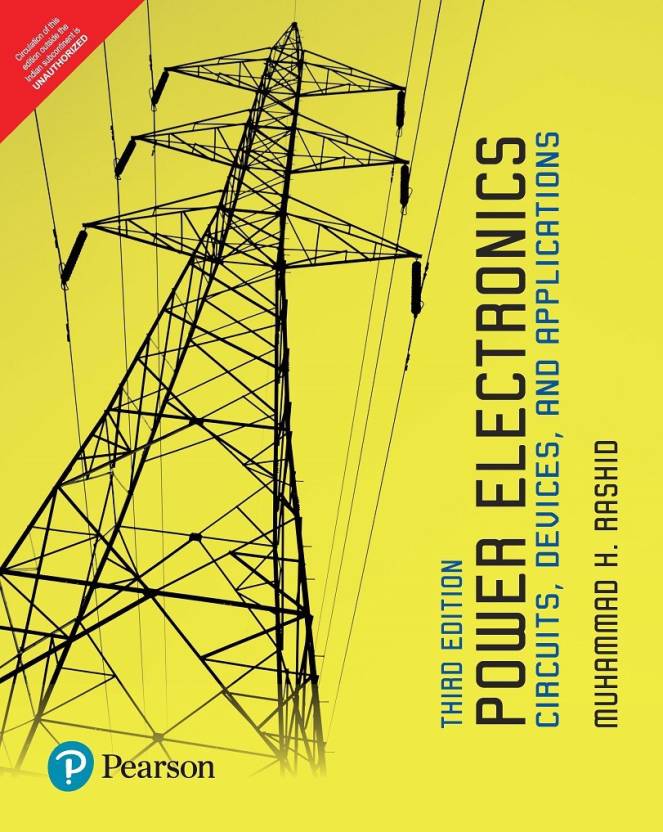 Circulation of this
edition outside the
Indian subcontinent is
UNAUTHORIZED
THIRD EDITION
POWER ELECTRONICS
CIRCUITS, DEVICES, AND APPLICATIONS
MUHAMMAD H. RASHID
Pearson